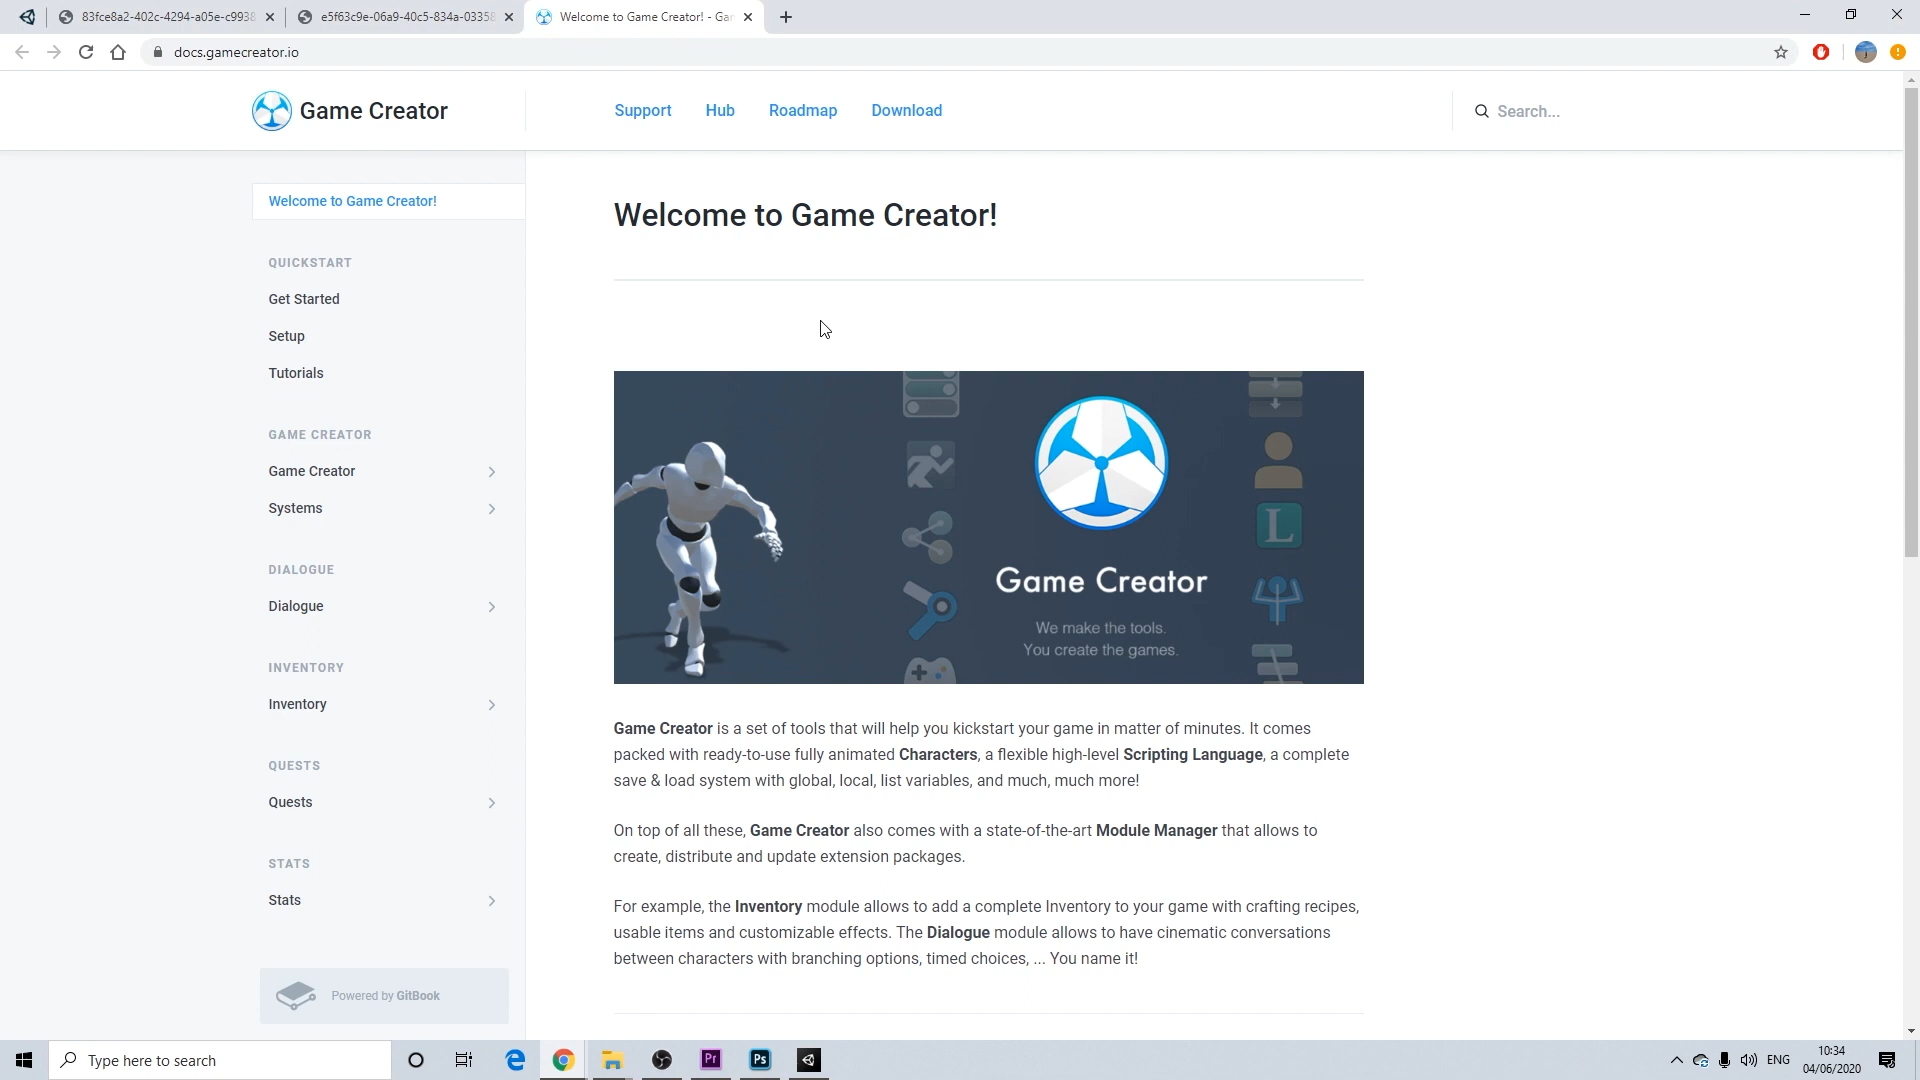 83fce8a2-402c-4294-a05e-c9938
e5f63c9e-06a9-40c5-834a-03358
Welcome to Game Creator! - Gar
docs.gamecreator.io
Game Creator
Support
Hub
Roadmap
Download
Search...
Welcome to Game Creator!
QUICKSTART
Get Started
Setup
Tutorials
GAME CREATOR
Game Creator
Systems
DIALOGUE
Dialogue
INVENTORY
Inventory
QUESTS
Quests
STATS
Stats
Powered by GitBook
Welcome to Game Creator!
L
Game Creator
We make the tools.
You create the games.
Game Creator is a set of tools that will help you kickstart your game in matter of minutes. It comes
packed with ready-to-use fully animated Characters, a flexible high-level Scripting Language, a complete
save & load system with global, local, list variables, and much, much more!
On top of all these, Game Creator also comes with a state-of-the-art Module Manager that allows to
create, distribute and update extension packages.
For example, the Inventory module allows to add a complete Inventory to your game with crafting recipes,
usable items and customizable effects. The Dialogue module allows to have cinematic conversations
between characters with branching options, timed choices, ... You name it!
Type here to search
Pr
Ps
ENG
10:34
04/06/2020